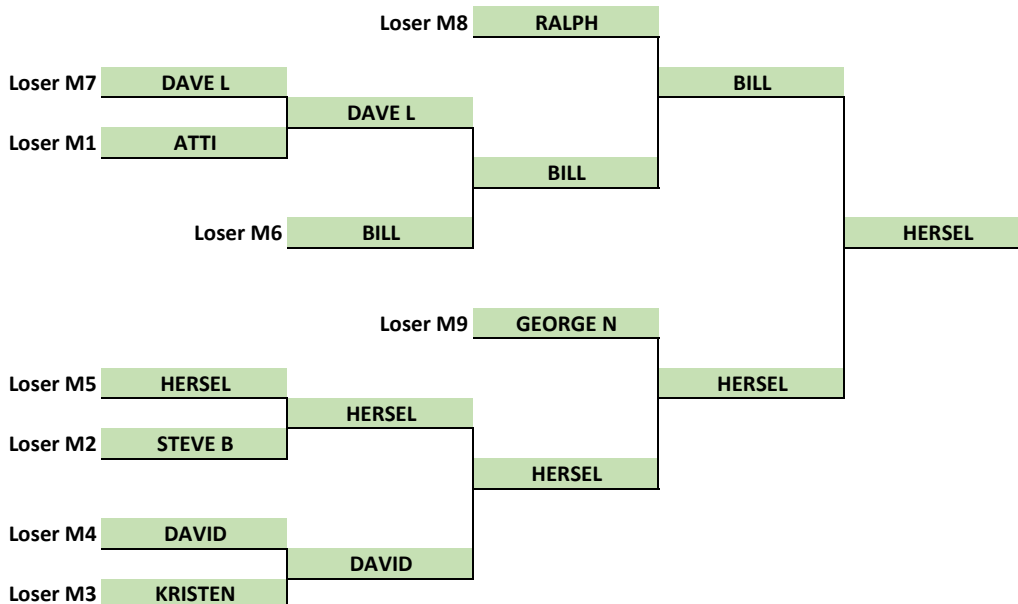 Loser M8 RALPH
Loser M7 DAVE L BILL
DAVE L
Loser M1 ATTI
BILL
Loser M6 BILL HERSEL
Loser M9 GEORGE N
Loser M5 HERSEL HERSEL
HERSEL
Loser M2 STEVE B
HERSEL
Loser M4 DAVID
DAVID
Loser M3 KRISTEN